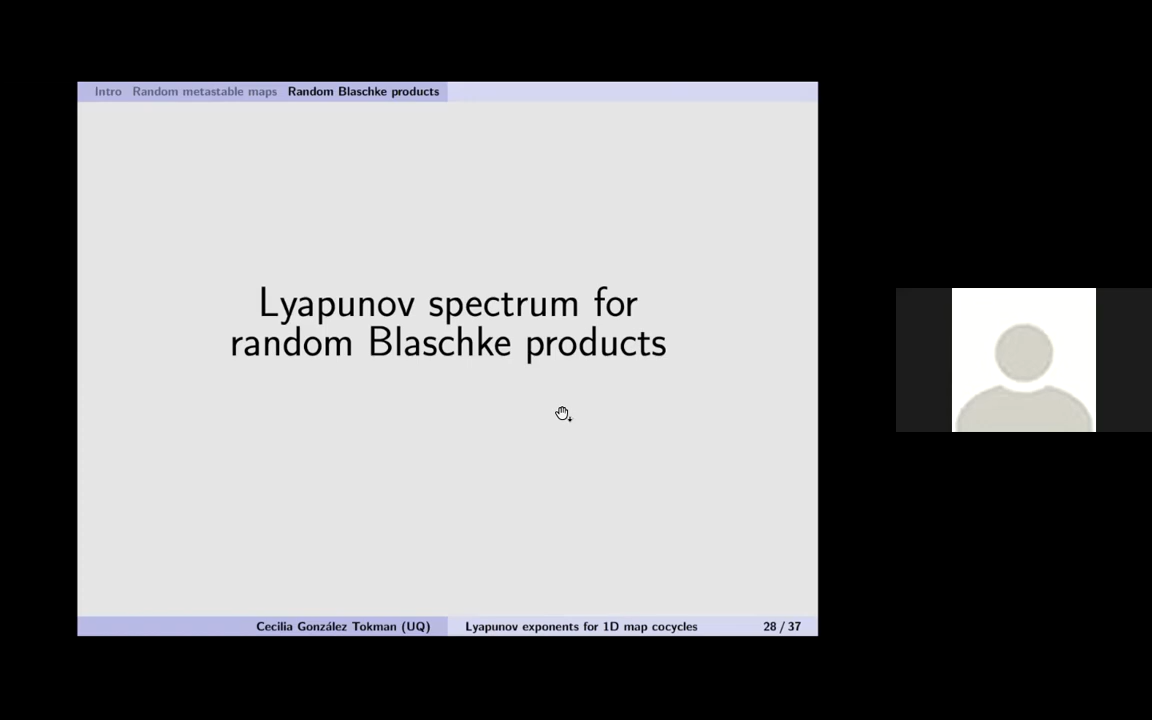 Intro Random metastable maps Random Blaschke products
Lyapunov spectrum for
random Blaschke products
Cecilia González Tokman (UQ) Lyapunov exponents for 1D map cocycles 28 / 37